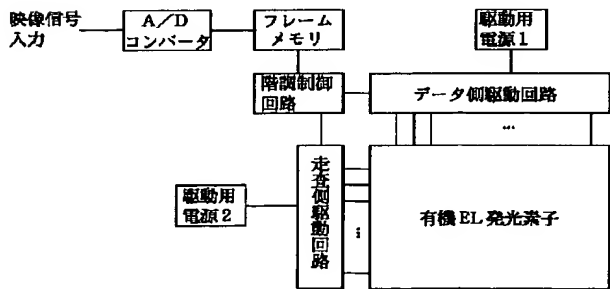 映像信号
入力
A／D
コンバータ
フレーム
メモリ
駆動用
電源1
階調制御
回路
データ側駆動回路
…
走査側駆動回路
駆動用
電源2
…
有機EL発光素子